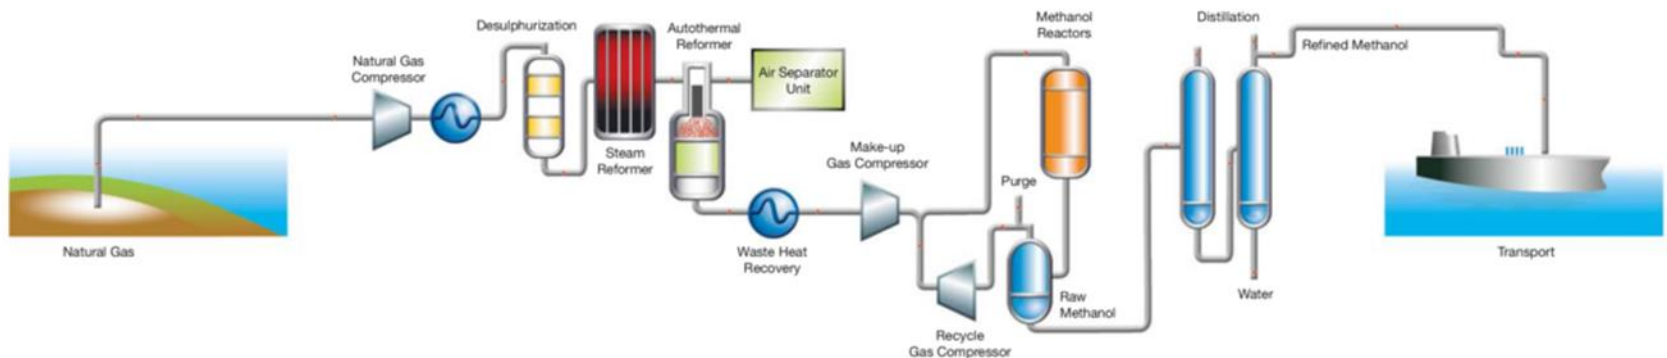 Natural Gas
Natural Gas
Compressor
Desulphurization
Steam
Reformer
Autothermal
Reformer
Air Separator
Unit
Waste Heat
Recovery
Make-up
Gas Compressor
Recycle
Gas Compressor
Purge
Raw
Methanol
Methanol
Reactors
Distillation
Refined Methanol
Water
Transport